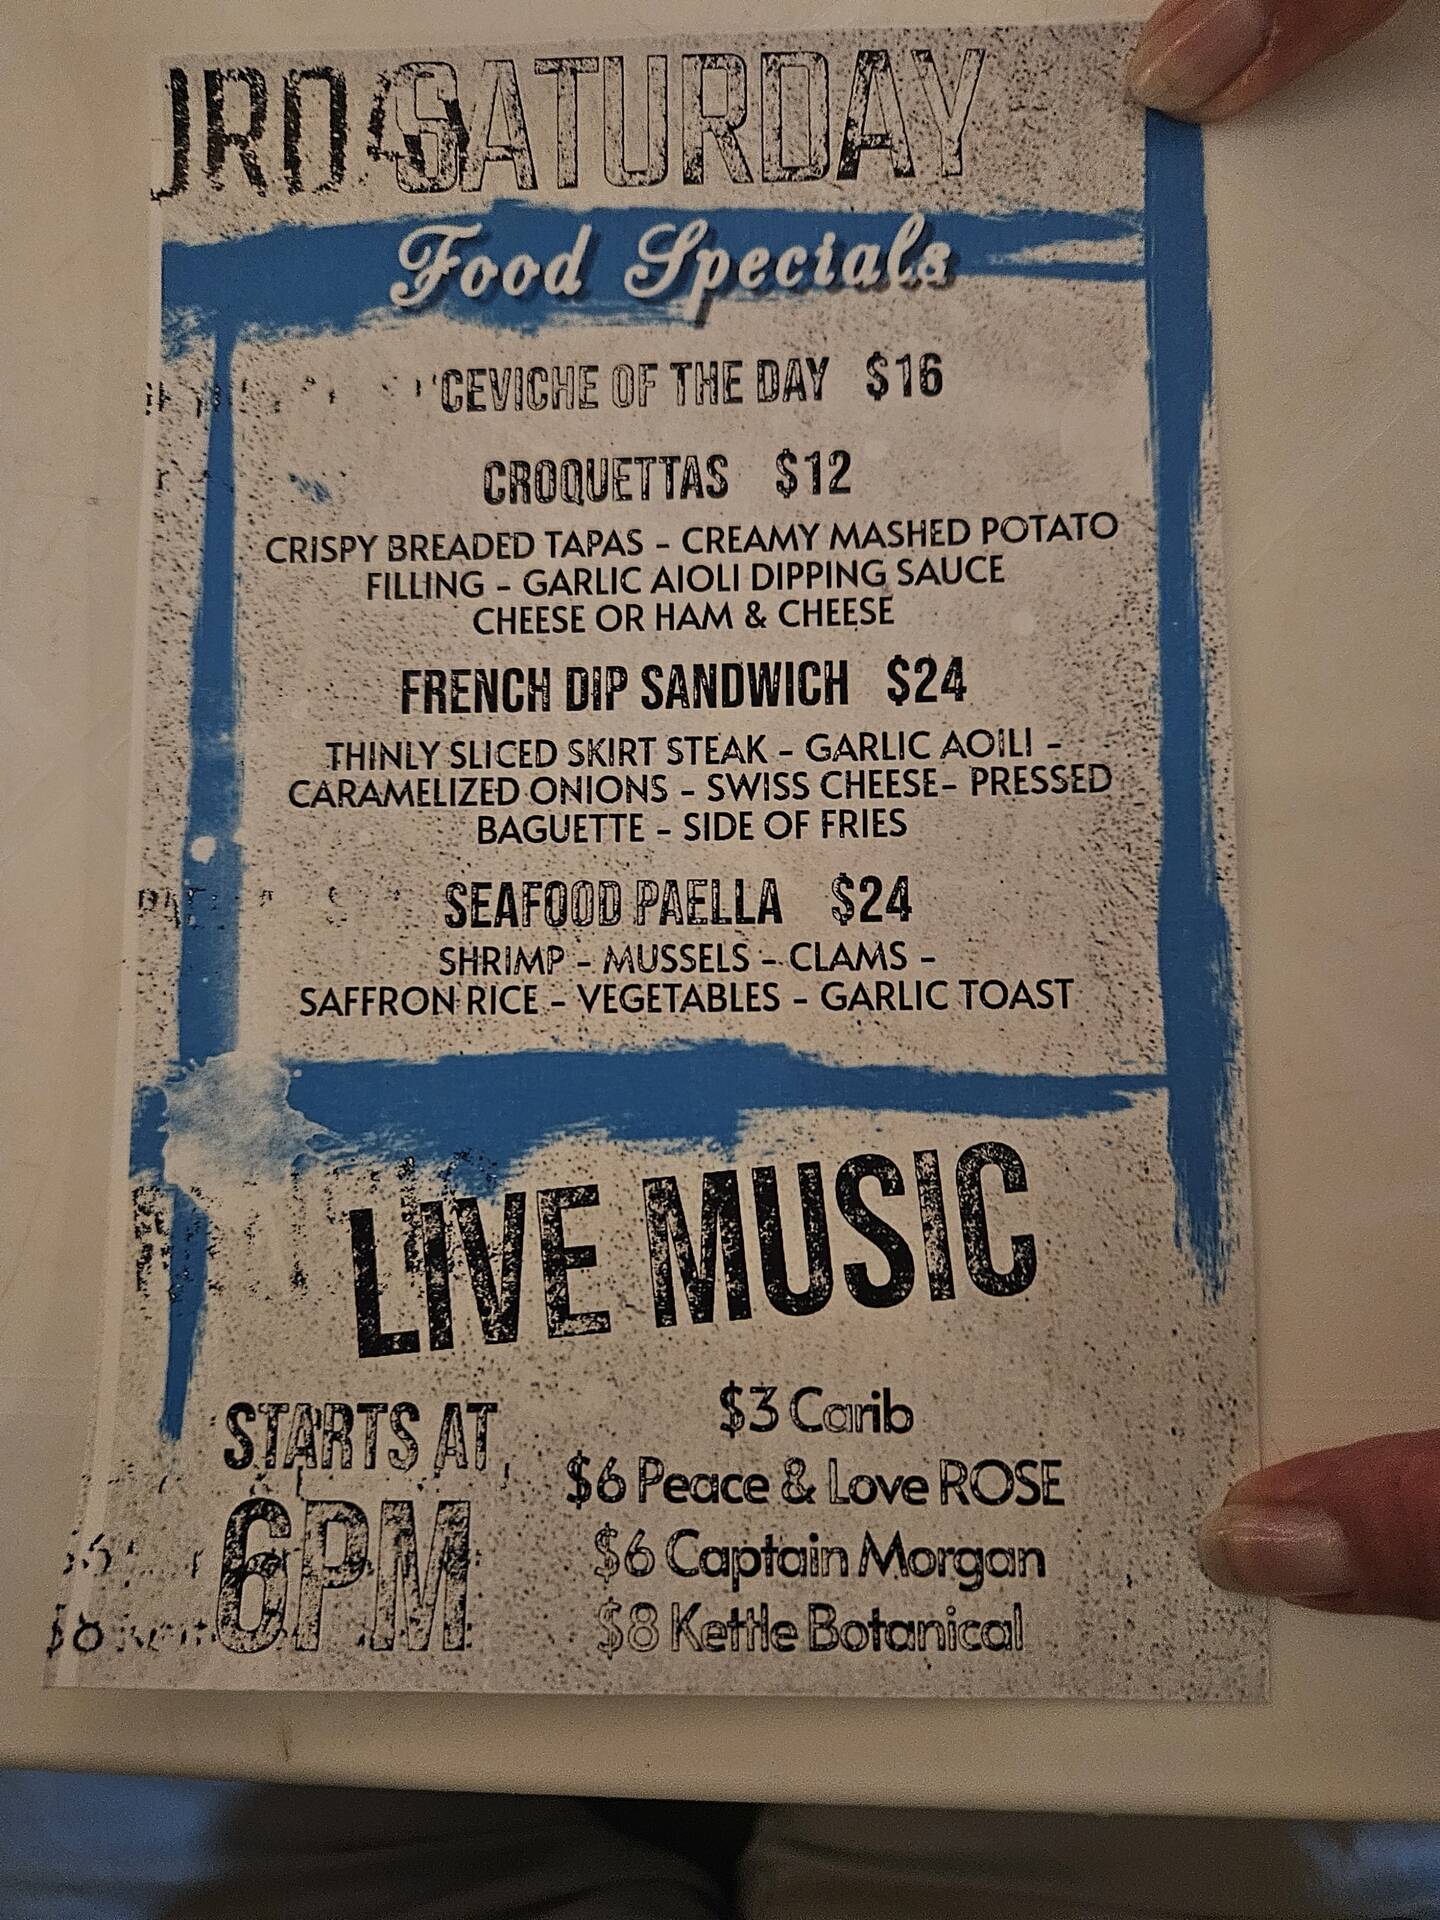 3RD SATURDAY
Food Specials
CEVICHE OF THE DAY $16
CROQUETTAS $12
CRISPY BREADED TAPAS - CREAMY MASHED POTATO
FILLING - GARLIC AIOLI DIPPING SAUCE
CHEESE OR HAM & CHEESE
FRENCH DIP SANDWICH $24
THINLY SLICED SKIRT STEAK - GARLIC AOILI -
CARAMELIZED ONIONS - SWISS CHEESE- PRESSED
BAGUETTE - SIDE OF FRIES
SEAFOOD PAELLA $24
SHRIMP - MUSSELS - CLAMS -
SAFFRON RICE - VEGETABLES - GARLIC TOAST
LIVE MUSIC
STARTS AT
6PM
$3 Carib
$6 Peace & Love ROSE
$6 Captain Morgan
$8 Kettle Botanical